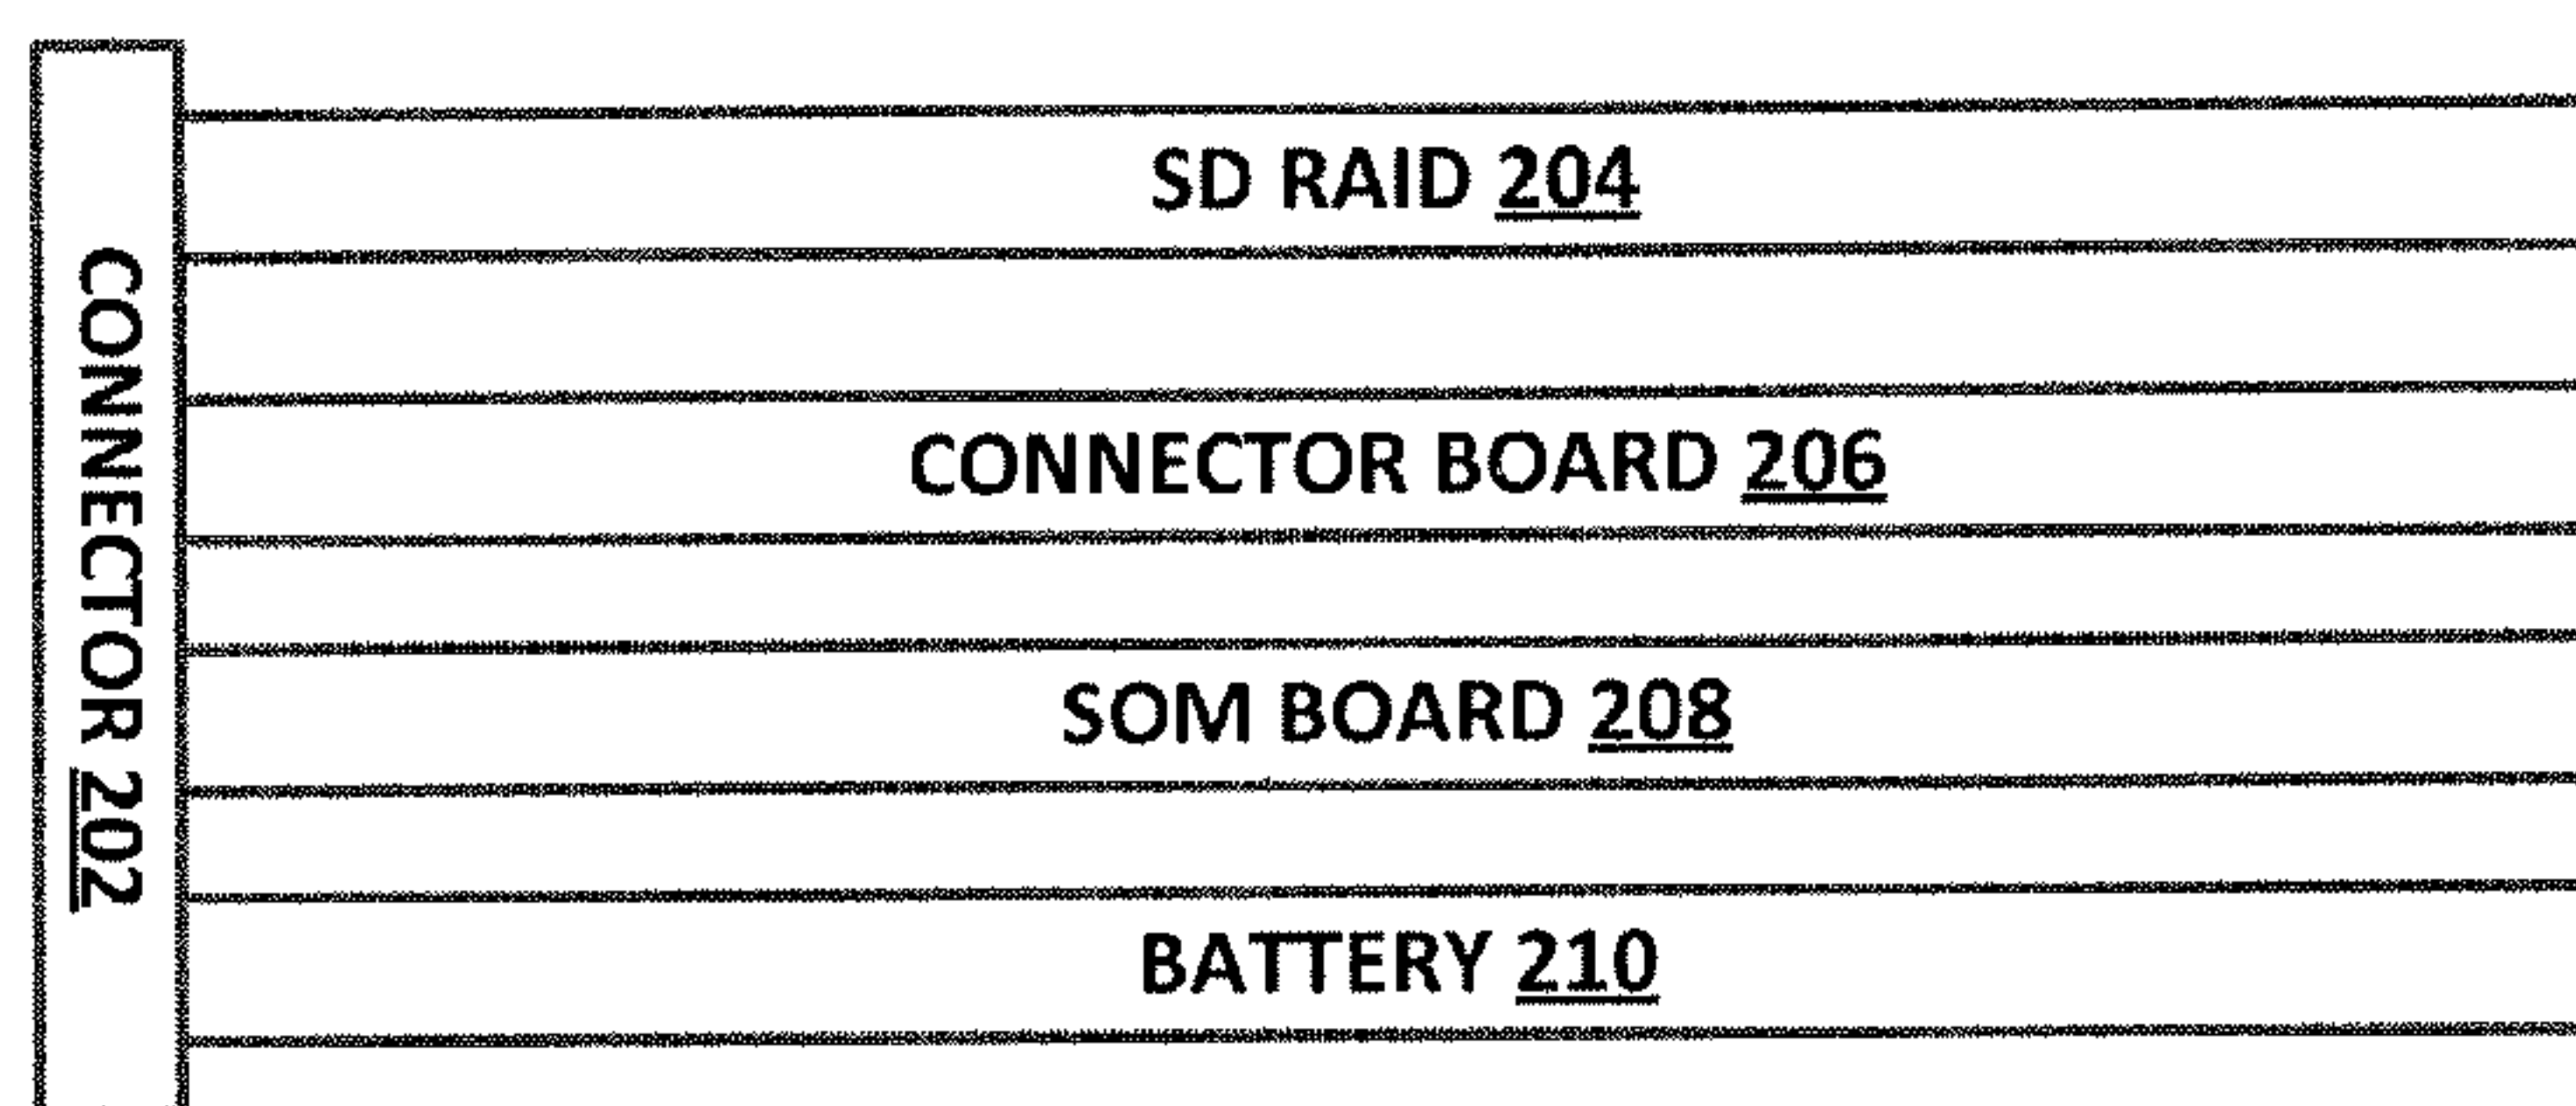 CONNECTOR 202
SD RAID 204
CONNECTOR BOARD 206
SOM BOARD 208
BATTERY 210